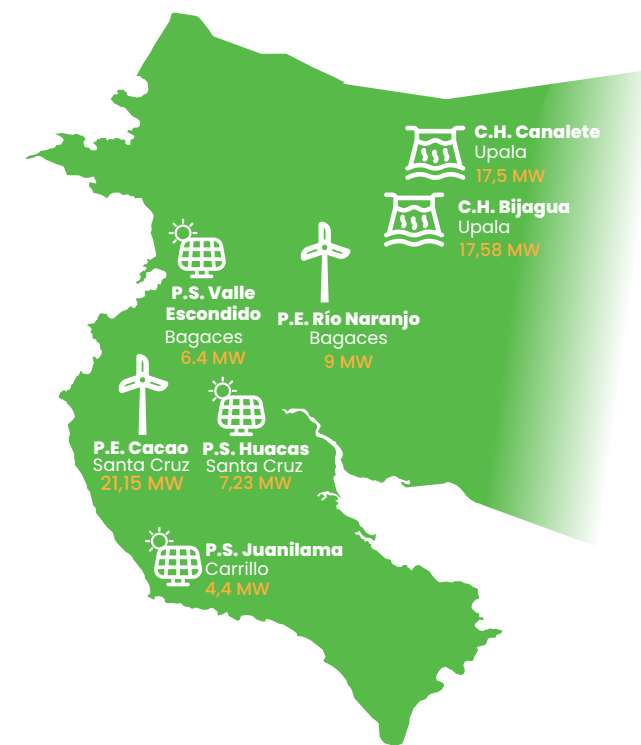 C.H. Canalete
Upala
17,5 MW
C.H. Bijagua
Upala
17,58 MW
P.S. Valle
Escondido
Bagaces
6.4 MW
P.E. Río Naranjo
Bagaces
9 MW
P.E. Cacao
Santa Cruz
21,15 MW
P.S. Huacas
Santa Cruz
7,23 MW
P.S. Juanilama
Carrillo
4,4 MW